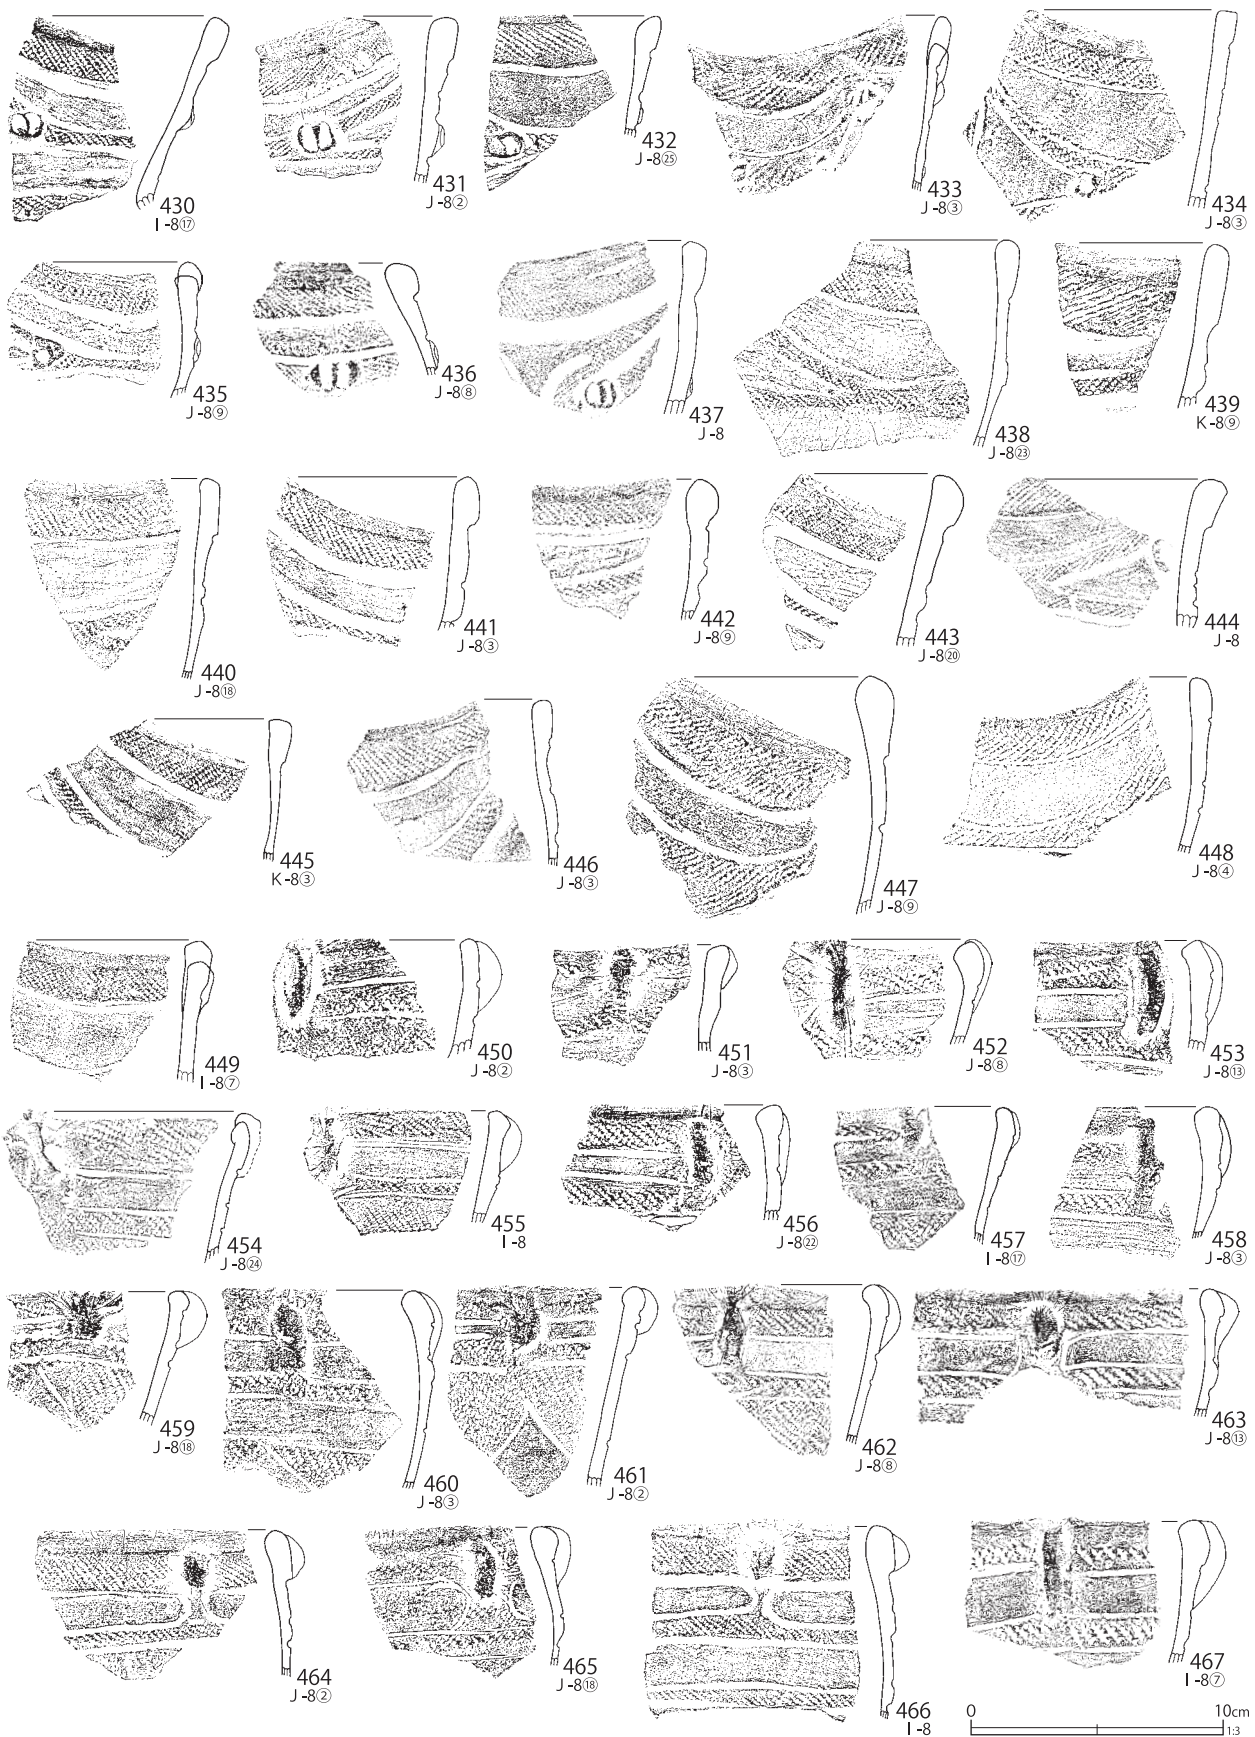 430
I -8⑰
431
J -8②
432
J -8㉕
433
J -8③
434
J -8③
435
J -8⑨
436
J -8⑧
437
J -8
438
J -8㉓
439
K -8⑨
440
J -8⑱
441
J -8③
442
J -8⑨
443
J -8⑳
444
J -8
445
K -8③
446
J -8③
447
J -8⑨
448
J -8④
449
I -8⑦
450
J -8②
451
J -8③
452
J -8⑧
453
J -8⑬
454
J -8㉔
455
I -8
456
J -8㉒
457
I -8⑰
458
J -8③
459
J -8⑱
460
J -8③
461
J -8②
462
J -8⑧
463
J -8⑬
464
J -8②
465
J -8⑱
466
I -8
467
I -8⑦
0 10cm
1:3